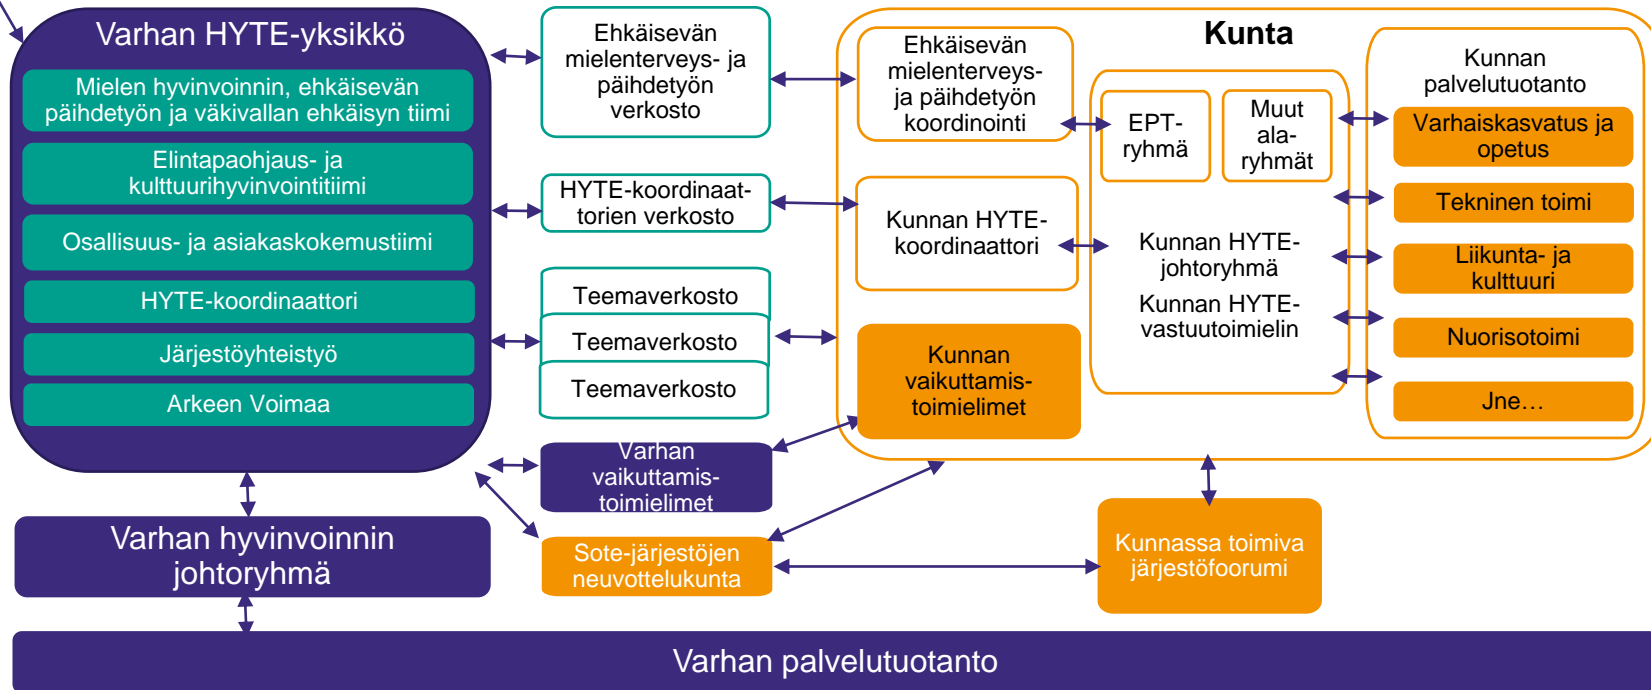 Varhan HYTE-yksikkö
Mielen hyvinvoinnin, ehkäisevän
päihdetyön ja väkivallan ehkäisyn tiimi
Elintapaohjaus- ja
kulttuurihyvinvointitiimi
Osallisuus- ja asiakaskokemustiimi
HYTE-koordinaattori
Järjestöyhteistyö
Arkeen Voimaa
Varhan hyvinvoinnin
johtoryhmä
Ehkäisevän
mielenterveys- ja
päihdetyön
verkosto
HYTE-koordinaat-
torien verkosto
Teemaverkosto
Teemaverkosto
Teemaverkosto
Varhan
vaikuttamis-
toimielimet
Sote-järjestöjen
neuvottelukunta
Kunta
Ehkäisevän
mielenterveys-
ja päihdetyön
koordinointi
Kunnan HYTE-
koordinaattori
Kunnan
vaikuttamis-
toimielimet
EPT-
ryhmä
Muut
ala-
ryhmät
Kunnan HYTE-
johtoryhmä
Kunnan HYTE-
vastuutoimielin
Kunnan
palvelutuotanto
Varhaiskasvatus ja
opetus
Tekninen toimi
Liikunta- ja
kulttuuri
Nuorisotoimi
Jne…
Kunnassa toimiva
järjestöfoorumi
Varhan palvelutuotanto